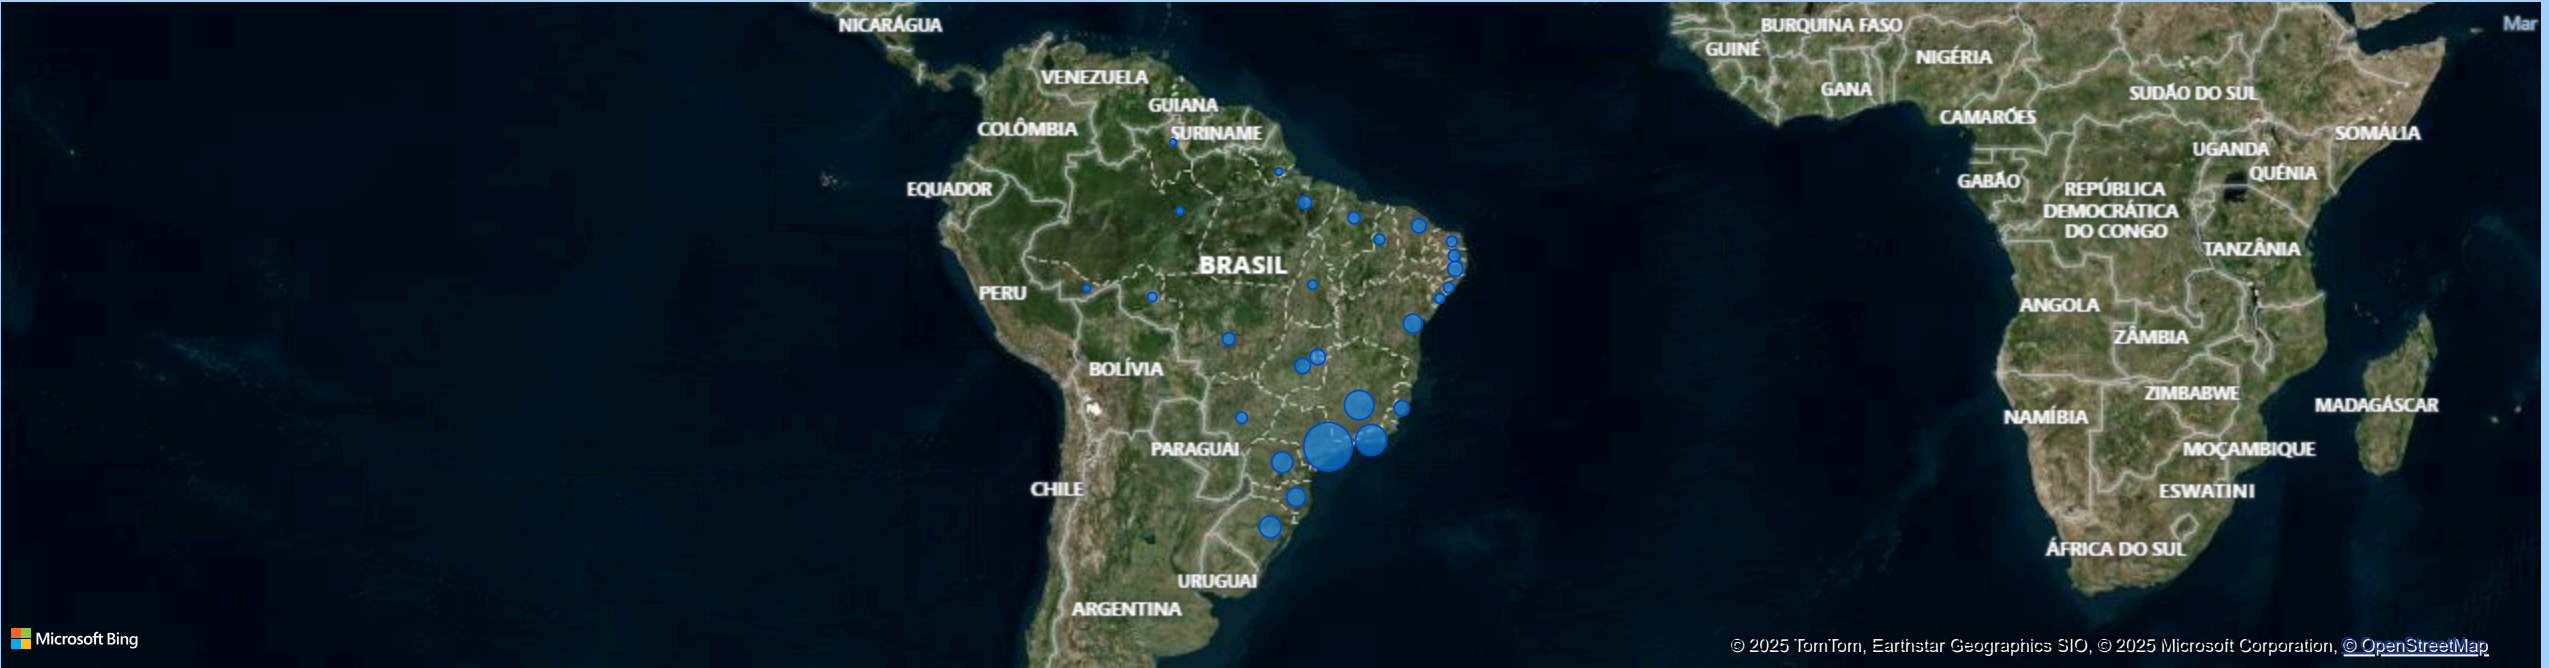 NICARÁGUA
BURQUINA FASO
Mar
GUINÉ
NIGÉRIA
VENEZUELA
GANA
SUDÃO DO SUL
GUIANA
CAMARÕES
COLÔMBIA
SURINAME
SOMÁLIA
UGANDA
QUÉNIA
GABÃO
EQUADOR
REPÚBLICA
DEMOCRÁTICA
DO CONGO
TANZÂNIA
BRASIL
PERU
ANGOLA
ZÂMBIA
BOLÍVIA
ZIMBABWE
MADAGÁSCAR
NAMÍBIA
PARAGUAI
MOÇAMBIQUE
CHILE
ESWATINI
ÁFRICA DO SUL
URUGUAI
ARGENTINA
Microsoft Bing
© 2025 TomTom, Earthstar Geographics SIO, © 2025 Microsoft Corporation, © OpenStreetMap